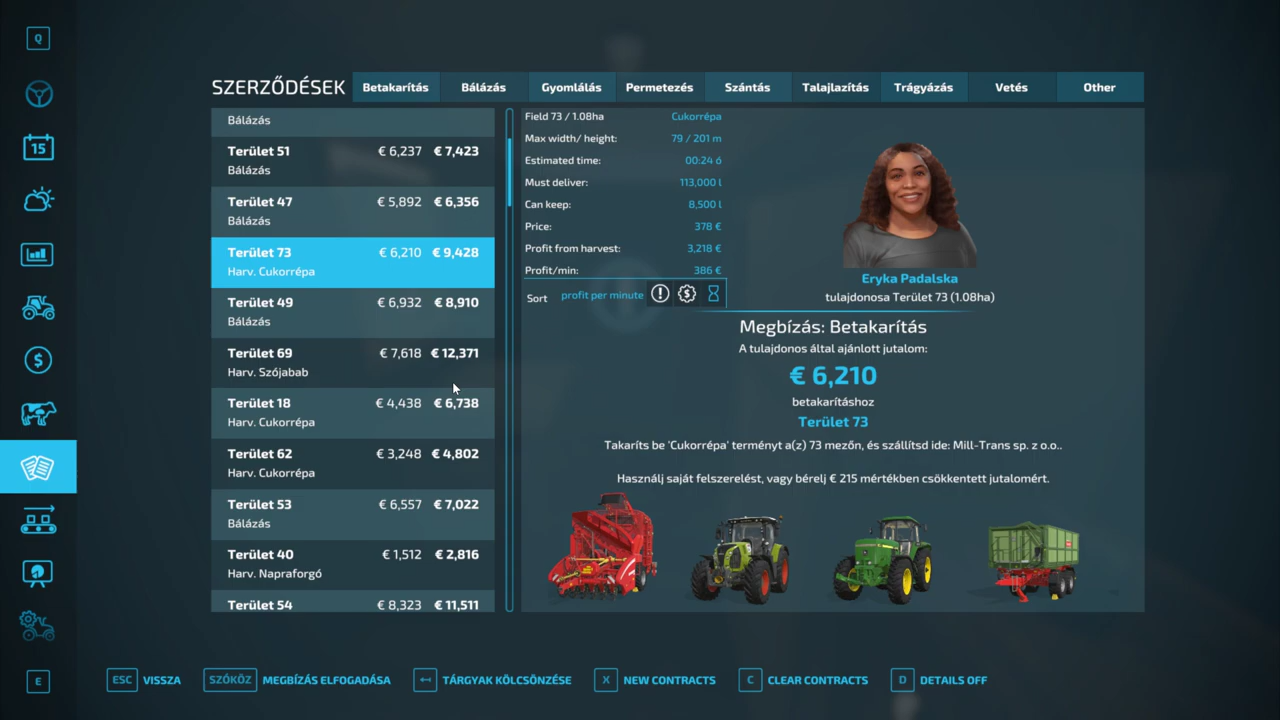 Q
15
E
SZERZŐDÉSEK Betakarítás Bálázás Gyomlálás Permetezés Szántás Talajlazítás Trágyázás Vetés Other
Bálázás
Terület 51 € 6,237 € 7,423
Bálázás
Terület 47 € 5,892 € 6,356
Bálázás
Terület 73 € 6,210 € 9,428
Harv. Cukorrépa
Terület 49 € 6,932 € 8,910
Bálázás
Terület 69 € 7,618 € 12,371
Harv. Szójabab
Terület 18 € 4,438 € 6,738
Harv. Cukorrépa
Terület 62 € 3,248 € 4,802
Harv. Cukorrépa
Terület 53 € 6,557 € 7,022
Bálázás
Terület 40 € 1,512 € 2,816
Harv. Napraforgó
Terület 54 € 8,323 € 11,511
Field 73 / 1.08ha Cukorrépa
Max width/ height: 79 / 201 m
Estimated time: 00:24 ó
Must deliver: 113,000 l
Can keep: 8,500 l
Price: 378 €
Profit from harvest: 3,218 €
Profit/min: 386 €
Sort profit per minute
Eryka Padalska
tulajdonosa Terület 73 (1.08ha)
Megbízás: Betakarítás
A tulajdonos által ajánlott jutalom:
€ 6,210
betakarításhoz
Terület 73
Takaríts be 'Cukorrépa' terményt a(z) 73 mezőn, és szállítsd ide: Mill-Trans sp. z o.o..
Használj saját felszerelést, vagy bérelj € 215 mértékben csökkentett jutalomért.
ESC VISSZA SZÓKÖZ MEGBÍZÁS ELFOGADÁSA TÁRGYAK KÖLCSÖNZÉSE X NEW CONTRACTS C CLEAR CONTRACTS D DETAILS OFF